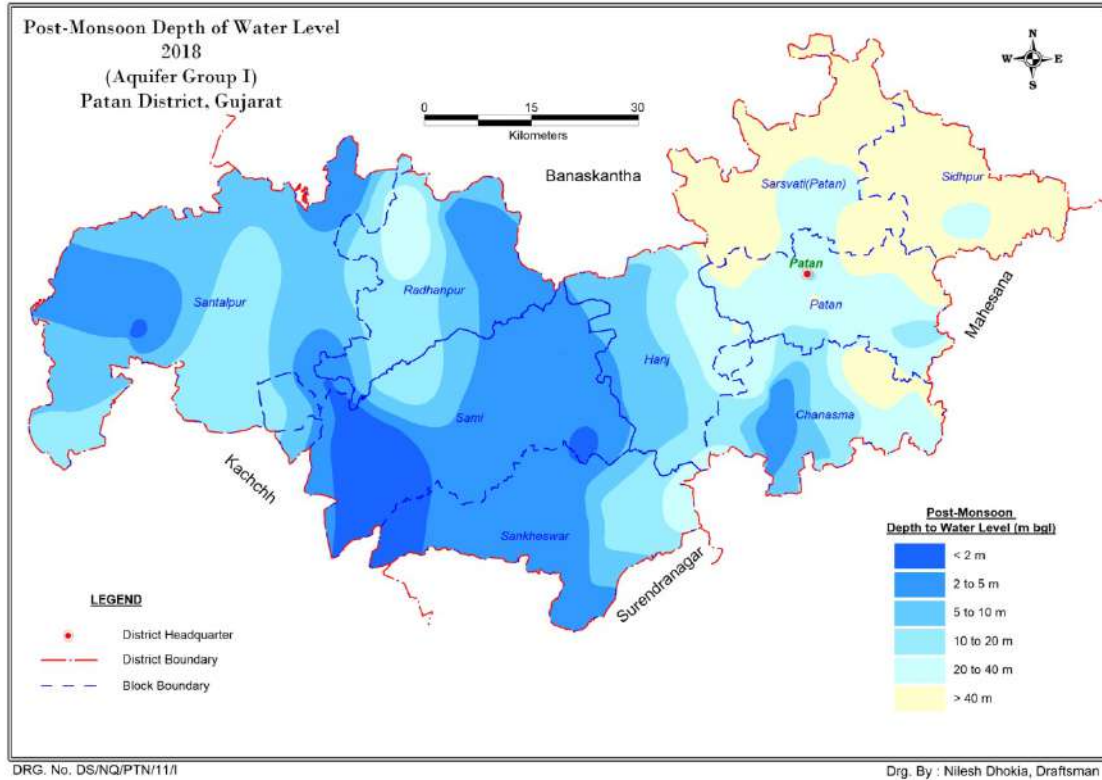 Post-Monsoon Depth of Water Level
2018
(Aquifer Group I)
Patan District, Gujarat
N
W
E
S
0
15
30
Kilometers
Banaskantha
Sarsvati(Patan)
Sidhpur
Patan
Patan
Mahesana
Santalpur
Radhanpur
Harij
Sami
Chanasma
Kachchh
Sankheswar
Surendranagar
Post-Monsoon
Depth to Water Level (m bgl)
< 2 m
2 to 5 m
5 to 10 m
10 to 20 m
20 to 40 m
> 40 m
LEGEND
District Headquarter
District Boundary
Block Boundary
DRG. No. DS/NQ/PTN/11/I
Drg. By : Nilesh Dhokia, Draftsman